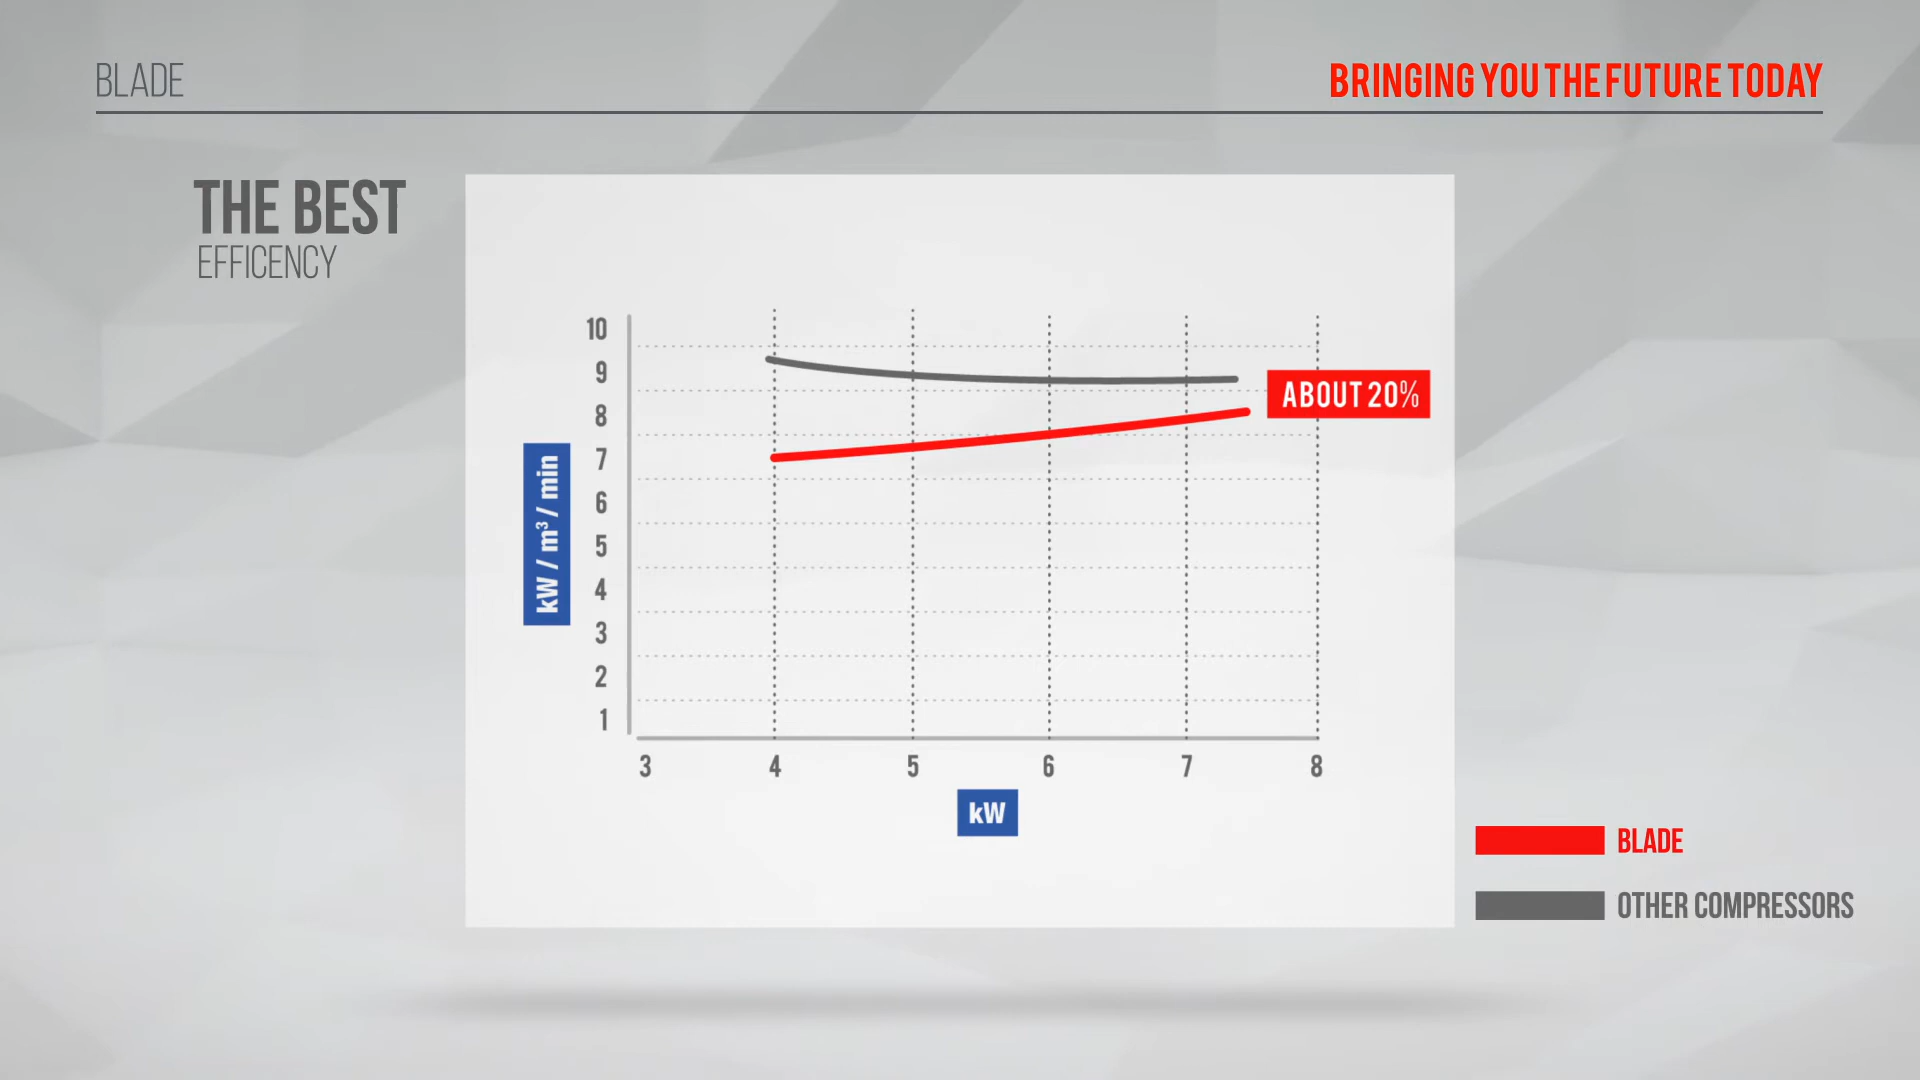 BLADE
BRINGING YOU THE FUTURE TODAY
THE BEST
EFFICENCY
10
9
8
7
6
5
4
3
2
1
kW / m³ / min
ABOUT 20%
3 4 5 6 7 8
kW
BLADE
OTHER COMPRESSORS